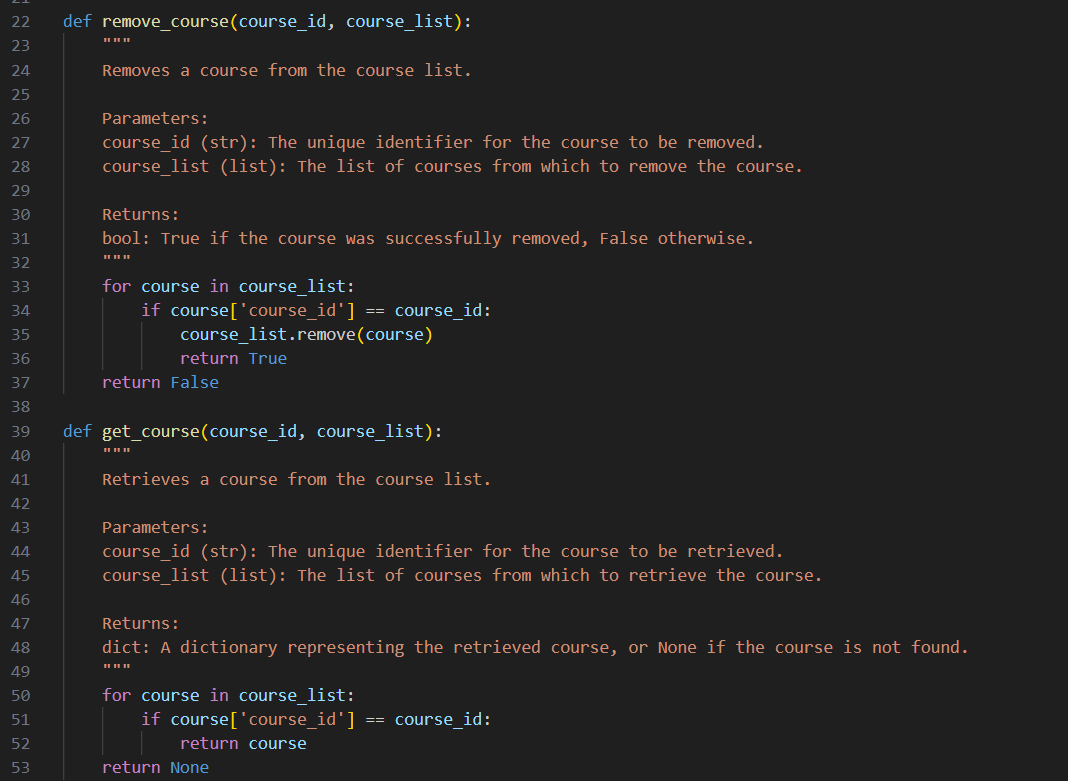 21
22 def remove_course(course_id, course_list):
23     """
24     Removes a course from the course list.
25
26     Parameters:
27     course_id (str): The unique identifier for the course to be removed.
28     course_list (list): The list of courses from which to remove the course.
29
30     Returns:
31     bool: True if the course was successfully removed, False otherwise.
32     """
33     for course in course_list:
34         if course['course_id'] == course_id:
35             course_list.remove(course)
36             return True
37     return False
38
39 def get_course(course_id, course_list):
40     """
41     Retrieves a course from the course list.
42
43     Parameters:
44     course_id (str): The unique identifier for the course to be retrieved.
45     course_list (list): The list of courses from which to retrieve the course.
46
47     Returns:
48     dict: A dictionary representing the retrieved course, or None if the course is not found.
49     """
50     for course in course_list:
51         if course['course_id'] == course_id:
52             return course
53     return None